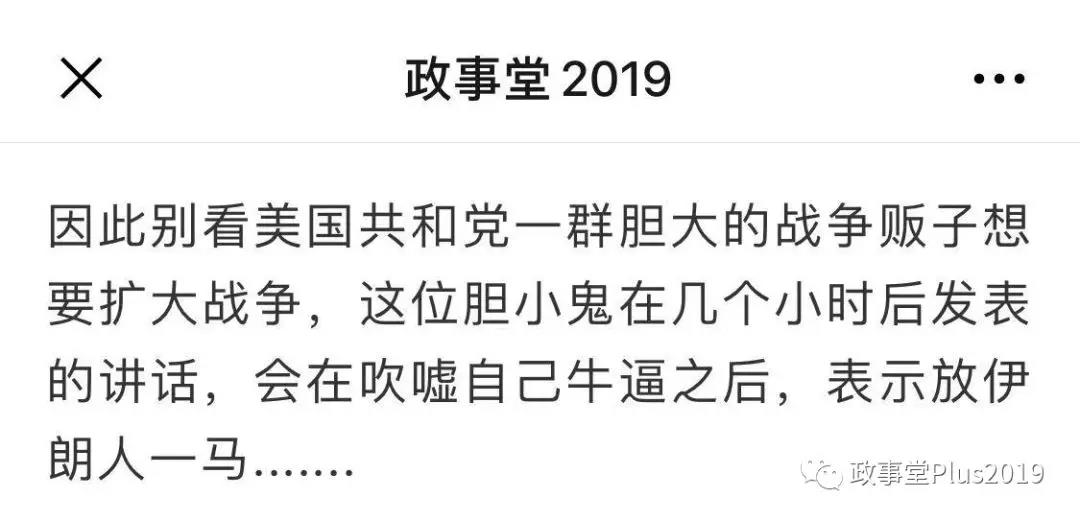 政事堂2019
因此别看美国共和党一群胆大的战争贩子想
要扩大战争，这位胆小鬼在几个小时后发表
的讲话，会在吹嘘自己牛逼之后，表示放伊
朗人一马.......
政事堂Plus2019